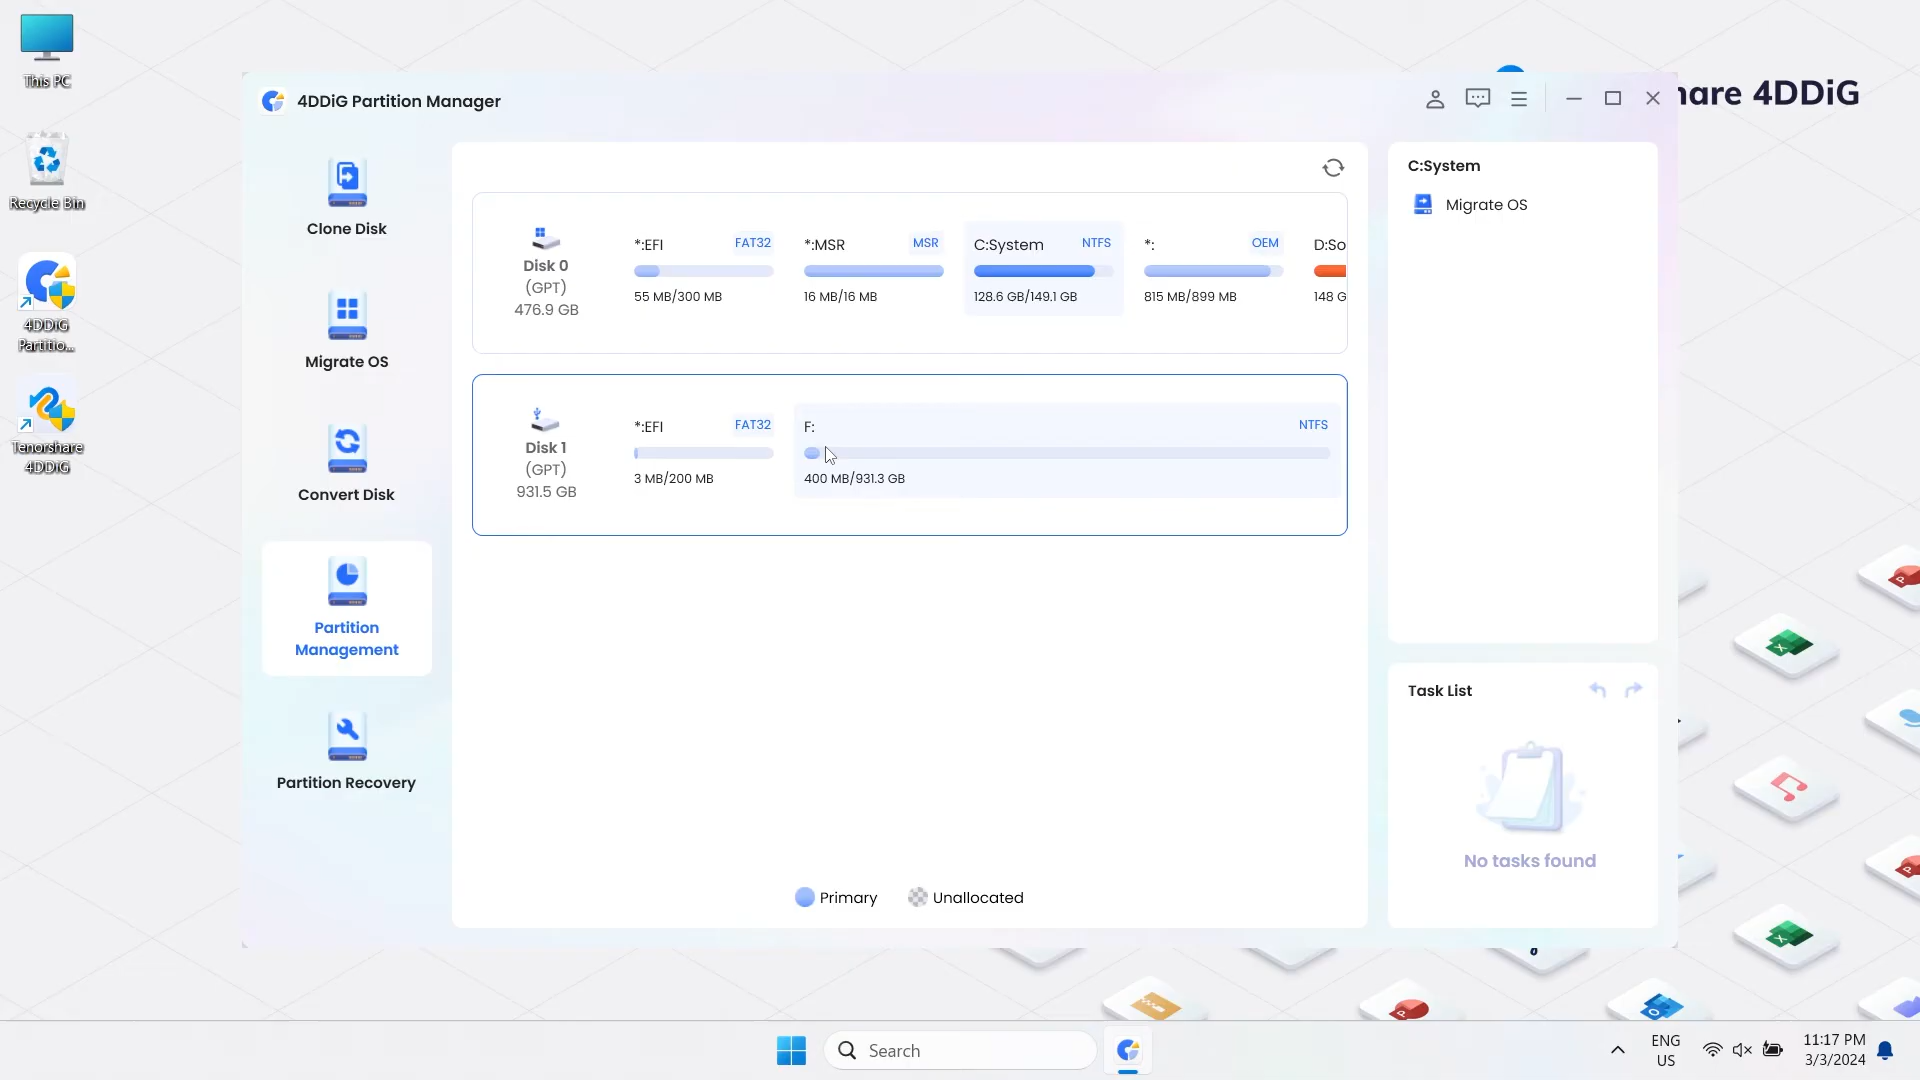 This PC
Recycle Bin
4DDiG
Partitio...
Tenorshare
4DDiG
4DDiG Partition Manager
hare 4DDiG
Clone Disk
Migrate OS
Convert Disk
Partition
Management
Partition Recovery
Disk 0
(GPT)
476.9 GB
*:EFI FAT32
55 MB/300 MB
*:MSR MSR
16 MB/16 MB
C:System NTFS
128.6 GB/149.1 GB
*: OEM
815 MB/899 MB
D:So
148 G
Disk 1
(GPT)
931.5 GB
*:EFI FAT32
3 MB/200 MB
F: NTFS
400 MB/931.3 GB
Primary
Unallocated
C:System
Migrate OS
Task List
No tasks found
Search
ENG
US
11:17 PM
3/3/2024